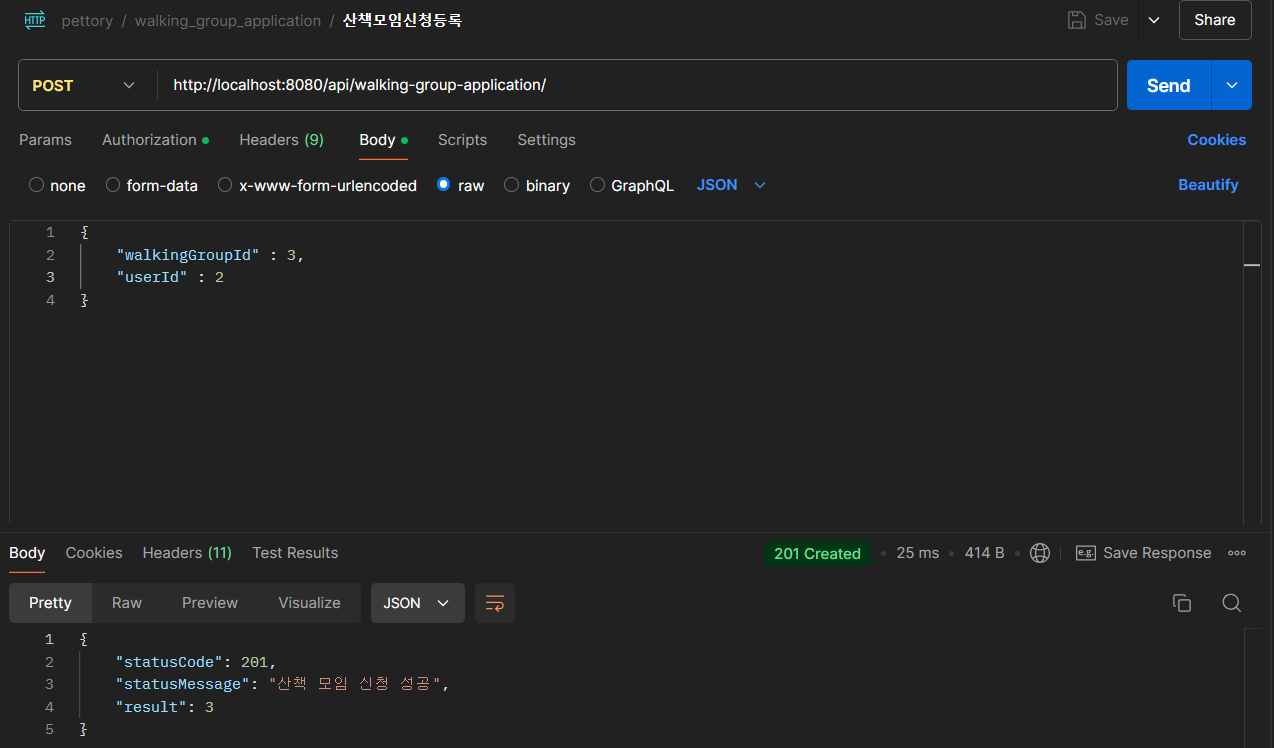 HTTP pettory / walking_group_application / 산책모임신청등록 Save Share
POST http://localhost:8080/api/walking-group-application/ Send
Params Authorization Headers (9) Body Scripts Settings Cookies
none form-data x-www-form-urlencoded raw binary GraphQL JSON Beautify
1 {
2 "walkingGroupId" : 3,
3 "userId" : 2
4 }
Body Cookies Headers (11) Test Results 201 Created 25 ms 414 B e.g. Save Response
Pretty Raw Preview Visualize JSON
1 {
2 "statusCode": 201,
3 "statusMessage": "산책 모임 신청 성공",
4 "result": 3
5 }